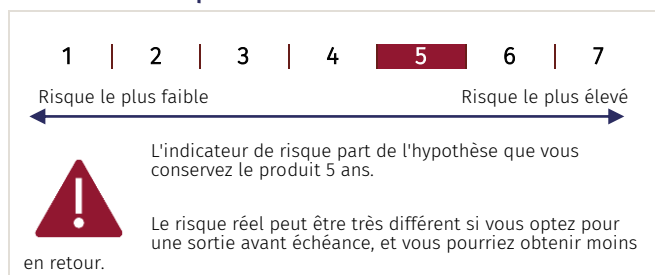 1 | 2 | 3 | 4 5 6 | 7
Risque le plus faible Risque le plus élevé
L'indicateur de risque part de l'hypothèse que vous
conservez le produit 5 ans.
Le risque réel peut être très différent si vous optez pour
une sortie avant échéance, et vous pourriez obtenir moins
en retour.